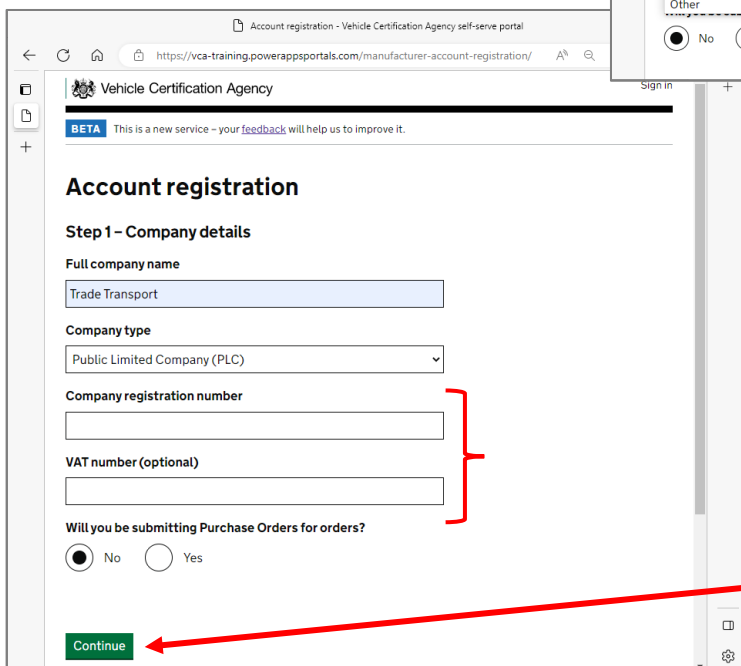 Other
No
Account registration - Vehicle Certification Agency self-serve portal
https://vca-training.powerappsportals.com/manufacturer-account-registration/
Vehicle Certification Agency
Sign in
BETA This is a new service – your feedback will help us to improve it.
Account registration
Step 1 – Company details
Full company name
Trade Transport
Company type
Public Limited Company (PLC)
Company registration number
VAT number (optional)
Will you be submitting Purchase Orders for orders?
No Yes
Continue